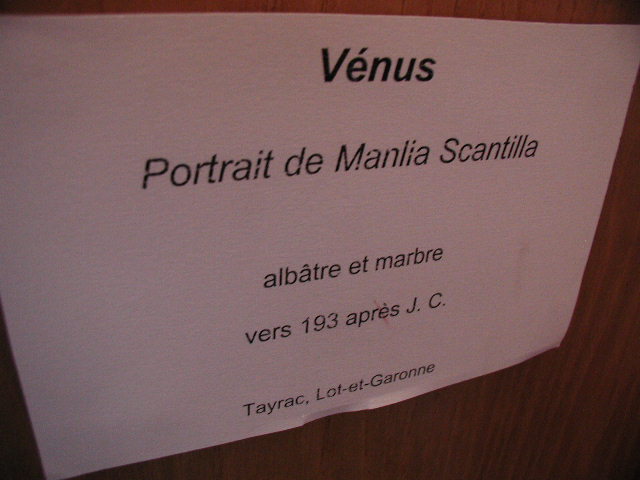 Vénus
Portrait de Manlia Scantilla
albâtre et marbre
vers 193 après J. C.
Tayrac, Lot-et-Garonne